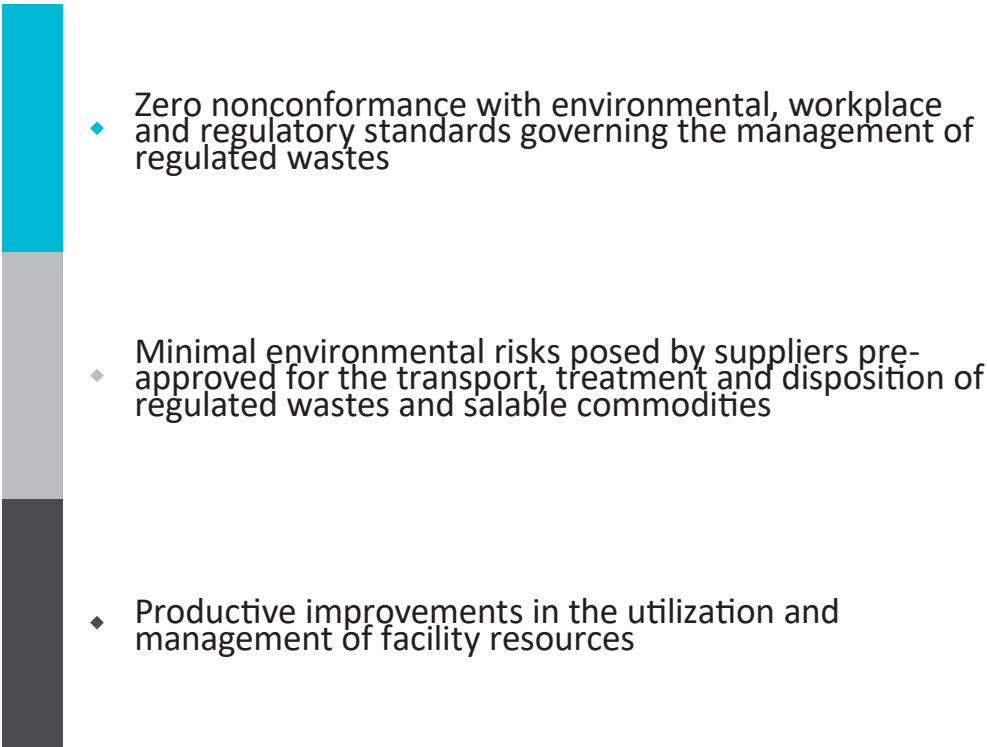 Zero nonconformance with environmental, workplace
and regulatory standards governing the management of
regulated wastes
Minimal environmental risks posed by suppliers pre-
approved for the transport, treatment and disposition of
regulated wastes and salable commodities
Productive improvements in the utilization and
management of facility resources